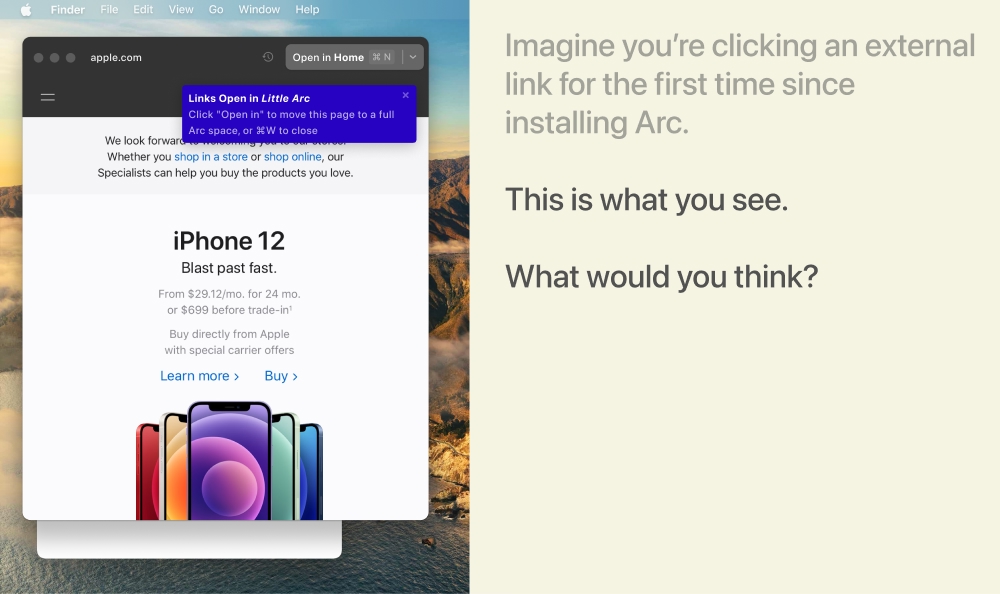 Finder File Edit View Go Window Help
apple.com
Open in Home ⌘ N
Links Open in Little Arc
Click "Open in" to move this page to a full
Arc space, or ⌘W to close
We look forward to welcoming you to our stores.
Whether you shop in a store or shop online, our
Specialists can help you buy the products you love.
iPhone 12
Blast past fast.
From $29.12/mo. for 24 mo.
or $699 before trade-in¹
Buy directly from Apple
with special carrier offers
Learn more > Buy >
Imagine you’re clicking an external
link for the first time since
installing Arc.
This is what you see.
What would you think?